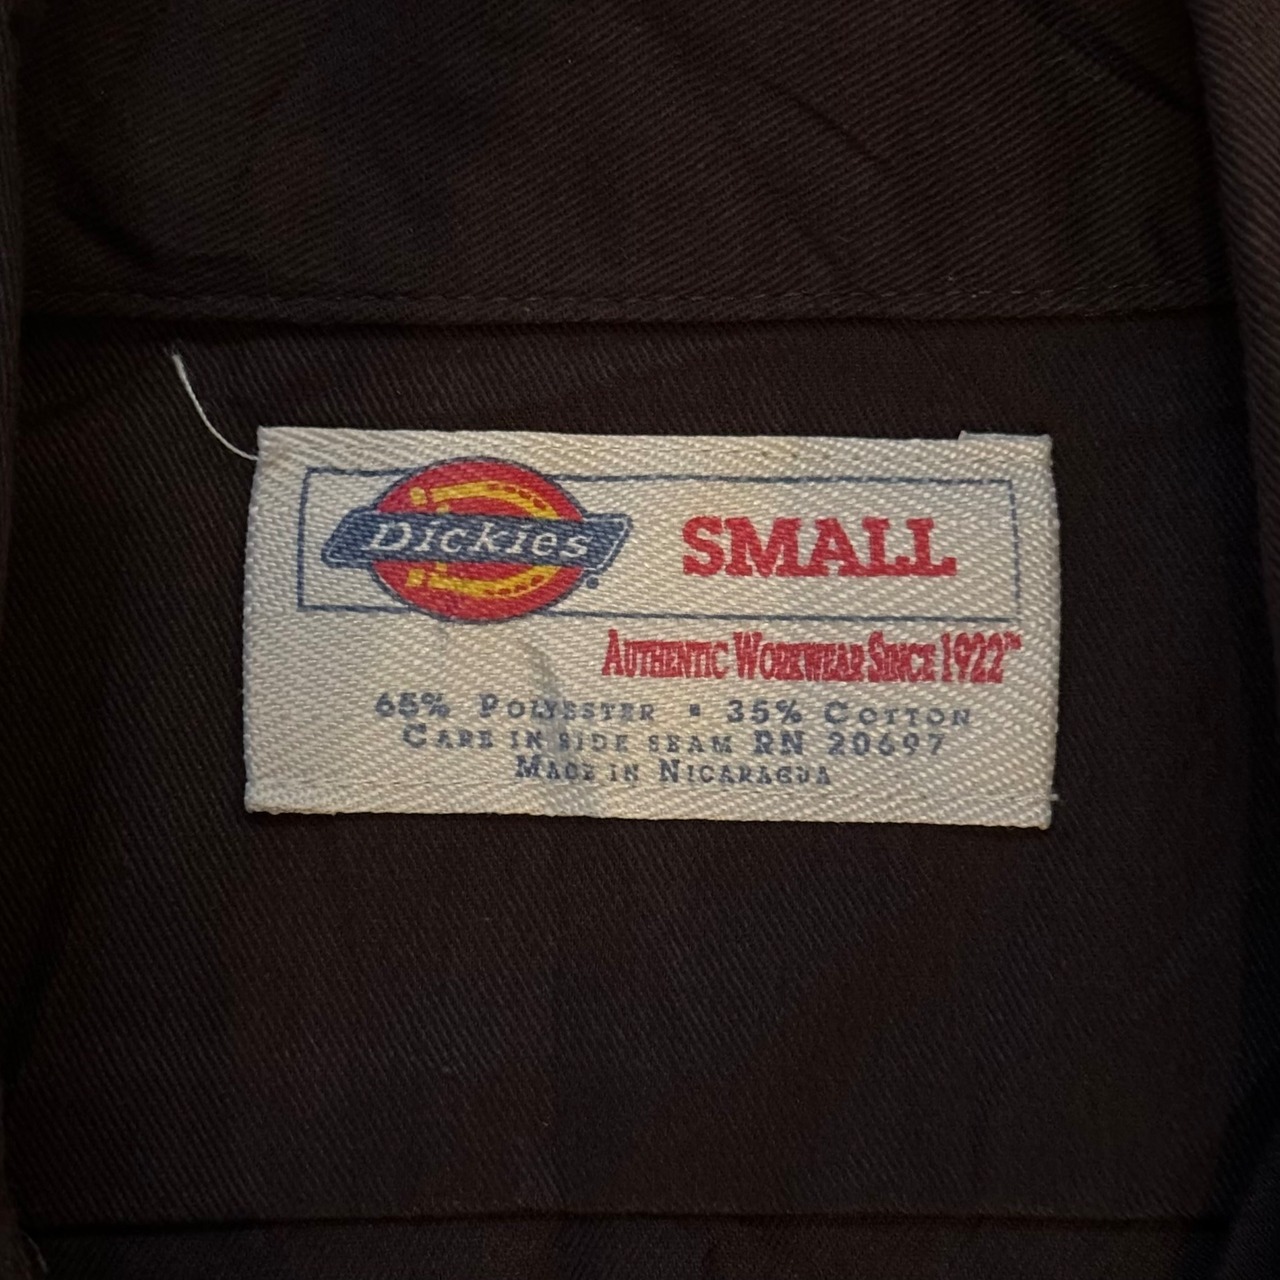 Dickies®
SMALL
AUTHENTIC WORKWEAR SINCE 1922™
65% POLYESTER ▪ 35% COTTON
CARE IN SIDE SEAM RN 20697
MADE IN NICARAGUA